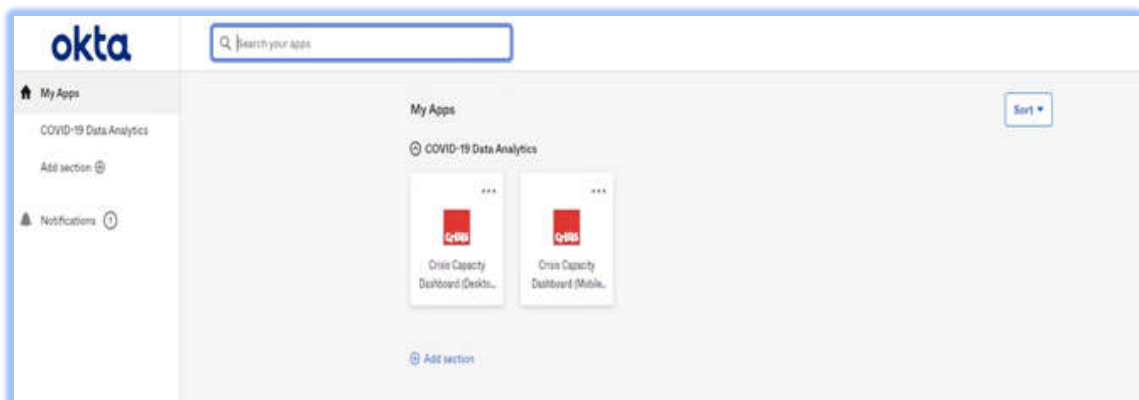 okta
Search your apps
My Apps
COVID-19 Data Analytics
Add section
Notifications 1
My Apps
Sort
COVID-19 Data Analytics
Crisis Capacity
Dashboard (Deskto...
Crisis Capacity
Dashboard (Mobile...
Add section